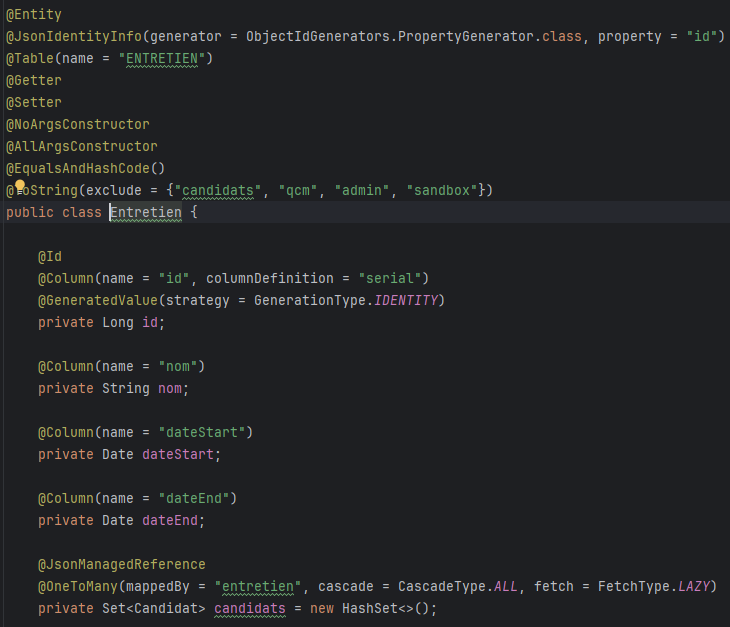 @Entity
@JsonIdentityInfo(generator = ObjectIdGenerators.PropertyGenerator.class, property = "id")
@Table(name = "ENTRETIEN")
@Getter
@Setter
@NoArgsConstructor
@AllArgsConstructor
@EqualsAndHashCode()
@ToString(exclude = {"candidats", "qcm", "admin", "sandbox"})
public class Entretien {
@Id
@Column(name = "id", columnDefinition = "serial")
@GeneratedValue(strategy = GenerationType.IDENTITY)
private Long id;
@Column(name = "nom")
private String nom;
@Column(name = "dateStart")
private Date dateStart;
@Column(name = "dateEnd")
private Date dateEnd;
@JsonManagedReference
@OneToMany(mappedBy = "entretien", cascade = CascadeType.ALL, fetch = FetchType.LAZY)
private Set<Candidat> candidats = new HashSet<>();